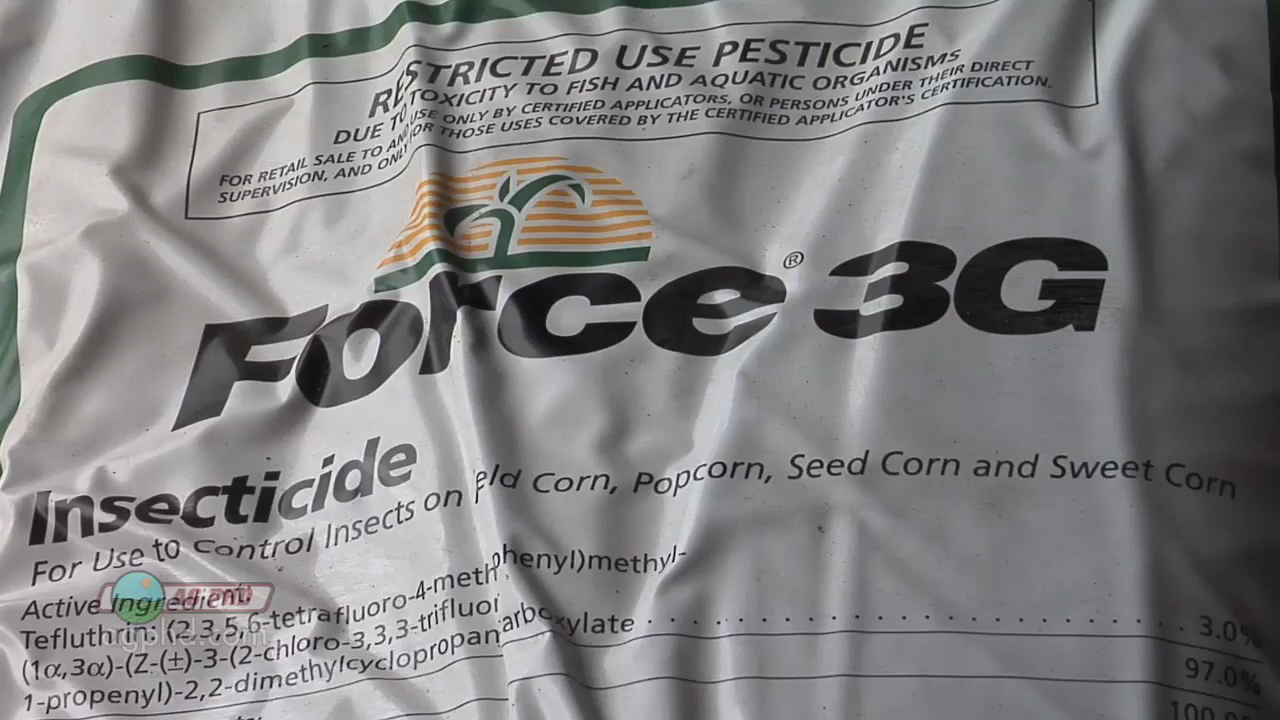 RESTRICTED USE PESTICIDE
DUE TO TOXICITY TO FISH AND AQUATIC ORGANISMS
FOR RETAIL SALE TO AND USE ONLY BY CERTIFIED APPLICATORS, OR PERSONS UNDER THEIR DIRECT
SUPERVISION, AND ONLY FOR THOSE USES COVERED BY THE CERTIFIED APPLICATOR'S CERTIFICATION.
Force® 3G
Insecticide
For Use to Control Insects on eld Corn, Popcorn, Seed Corn and Sweet Corn
Active Ingredient:
Tefluthrin: (2,3,5,6-tetrafluoro-4-methphenyl)methyl-
(1α,3α)-(Z-(±)-3-(2-chloro-3,3,3-trifluor
1-propenyl)-2,2-dimethylcyclopropanarboxylate . . . . . . . . . . . . . . . . . . . 3.0%
97.0%